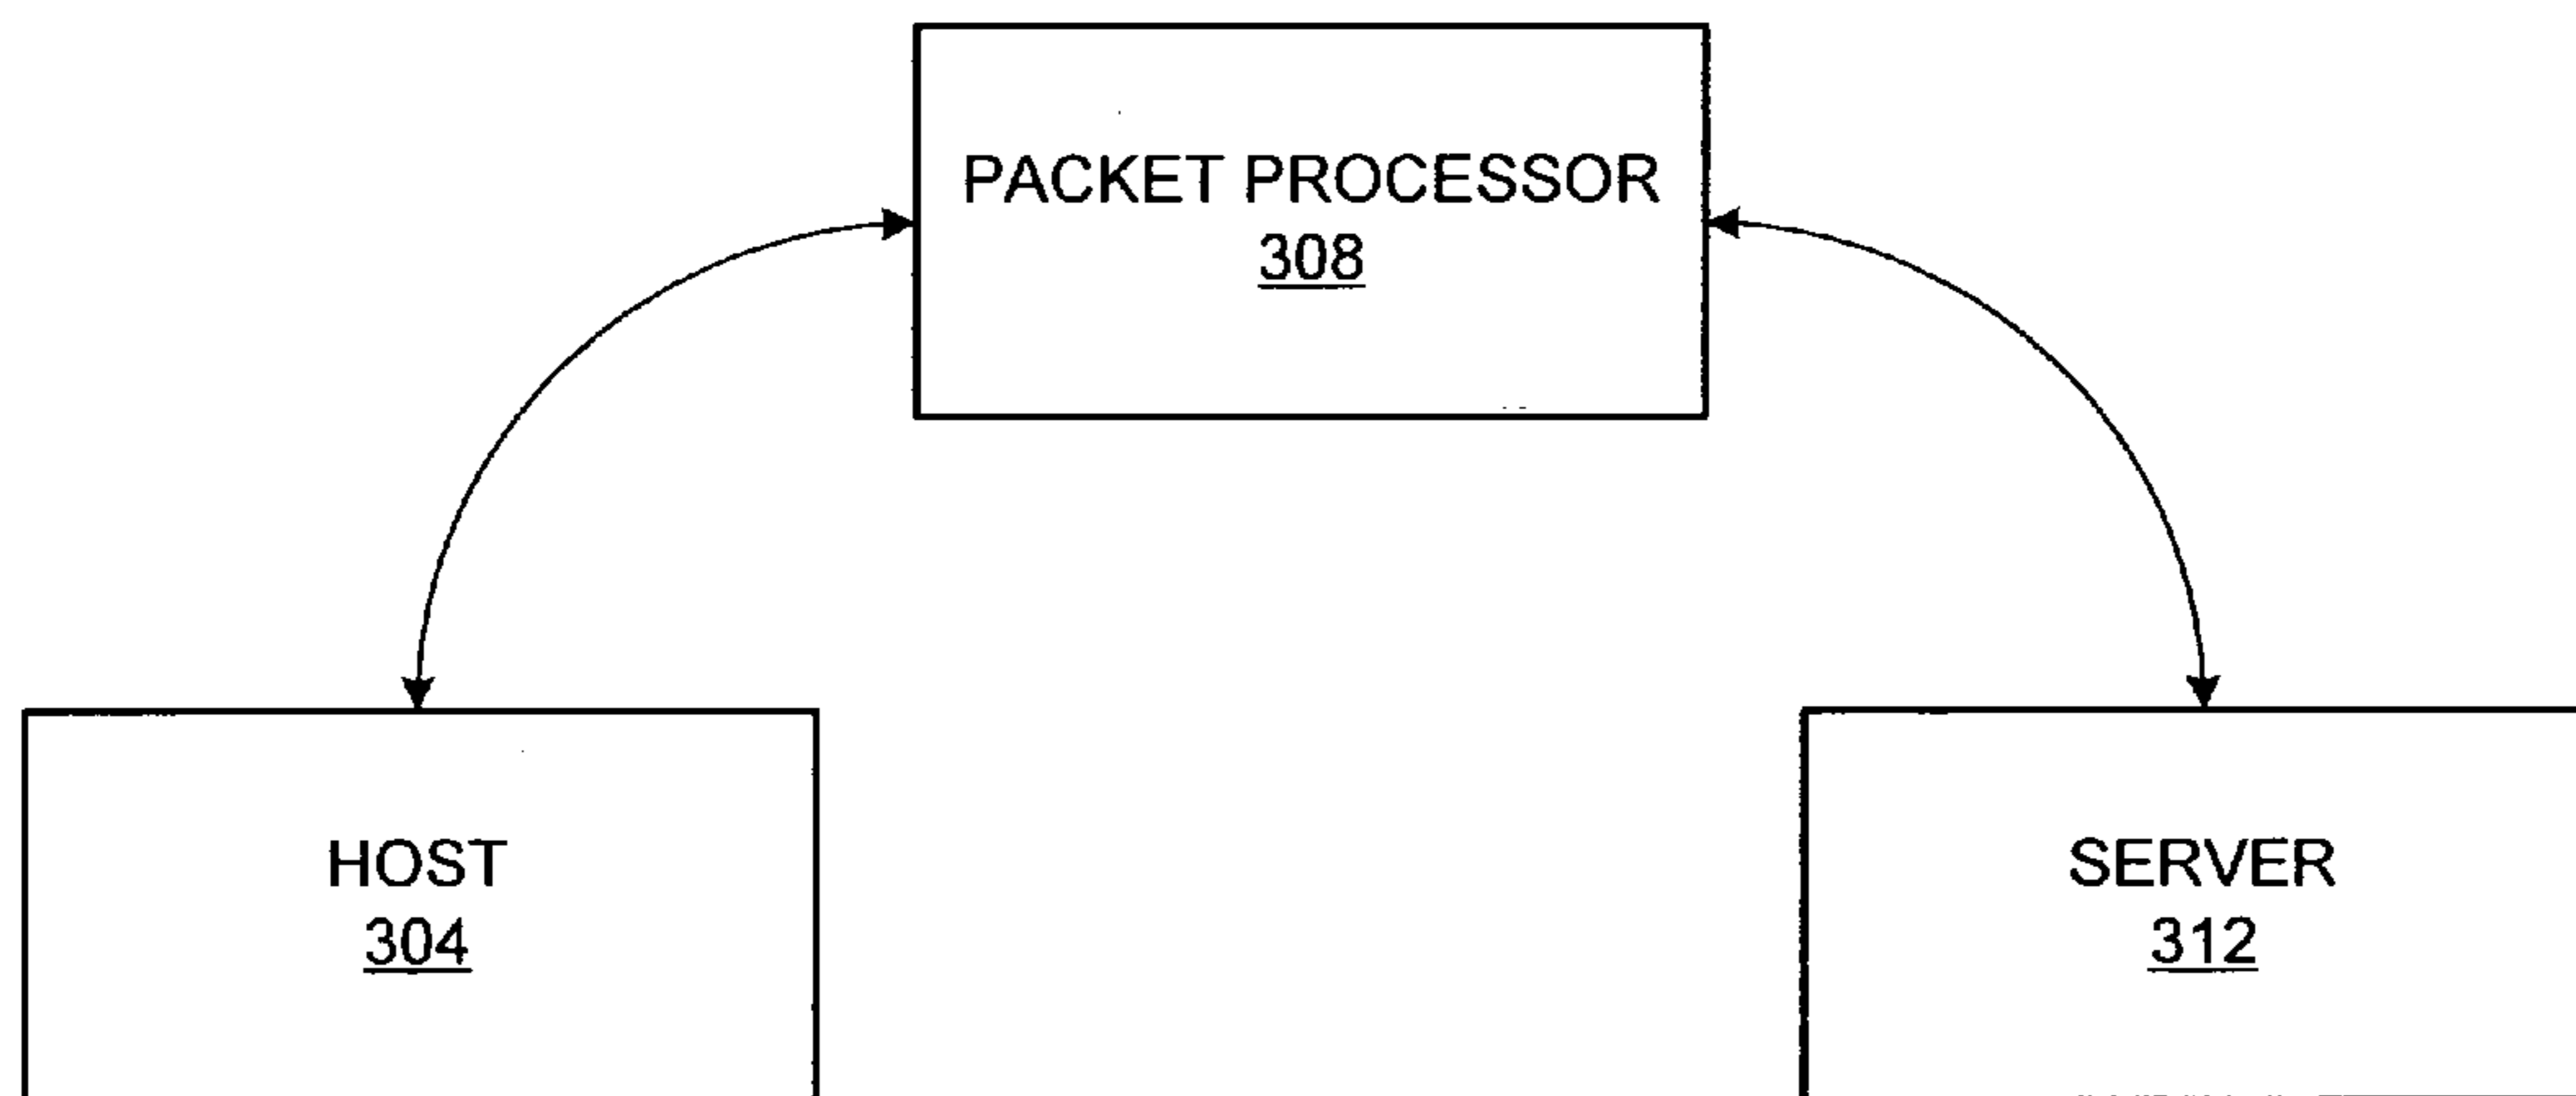 PACKET PROCESSOR
308
HOST
304
SERVER
312